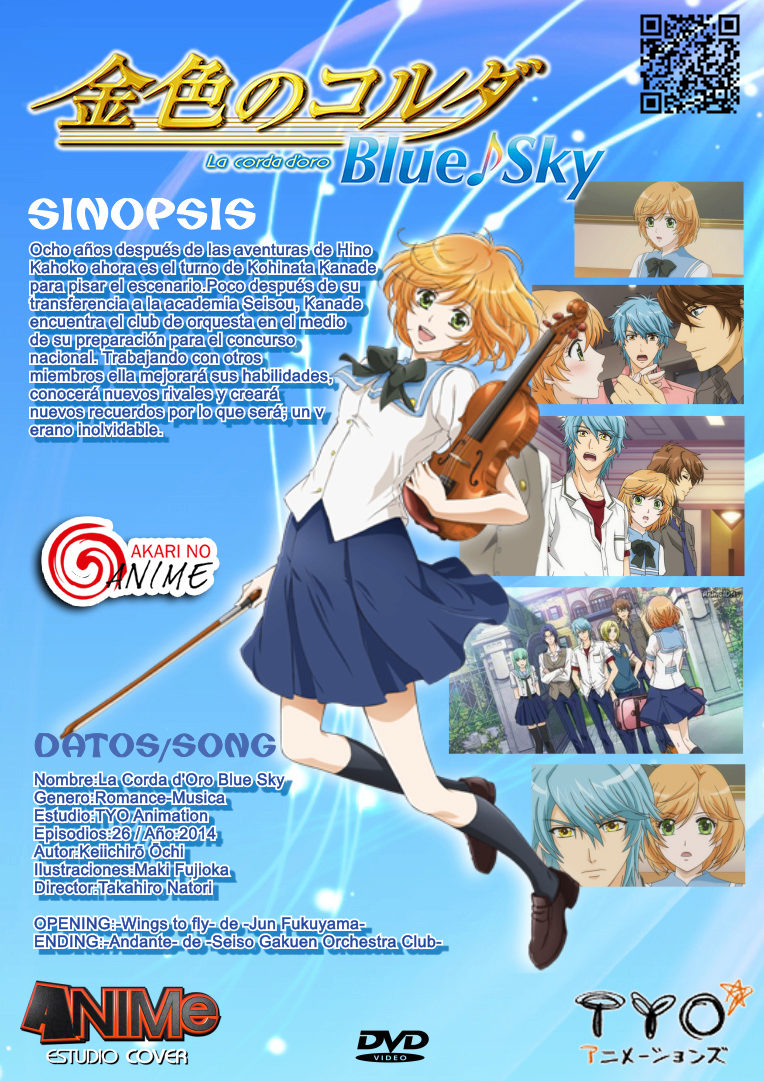 金色のコルダ
La corda d'oro Blue♪Sky
SINOPSIS
Ocho años después de las aventuras de Hino
Kahoko ahora es el turno de Kohinata Kanade
para pisar el escenario.Poco después de su
transferencia a la academia Seisou, Kanade
encuentra el club de orquesta en el medio
de su preparación para el concurso
nacional. Trabajando con otros
miembros ella mejorará sus habilidades,
conocerá nuevos rivales y creará
nuevos recuerdos por lo que será; un v
erano inolvidable.
AKARI NO
ANIME
DATOS/SONG
Nombre:La Corda d'Oro Blue Sky
Genero:Romance-Musica
Estudio:TYO Animation
Episodios:26 / Año:2014
Autor:Keiichirō Ōchi
Ilustraciones:Maki Fujioka
Director:Takahiro Natori
OPENING:-Wings to fly- de -Jun Fukuyama-
ENDING:-Andante- de -Seiso Gakuen Orchestra Club-
ANIMe
ESTUDIO COVER
DVD
VIDEO
TYO
アニメーションズ